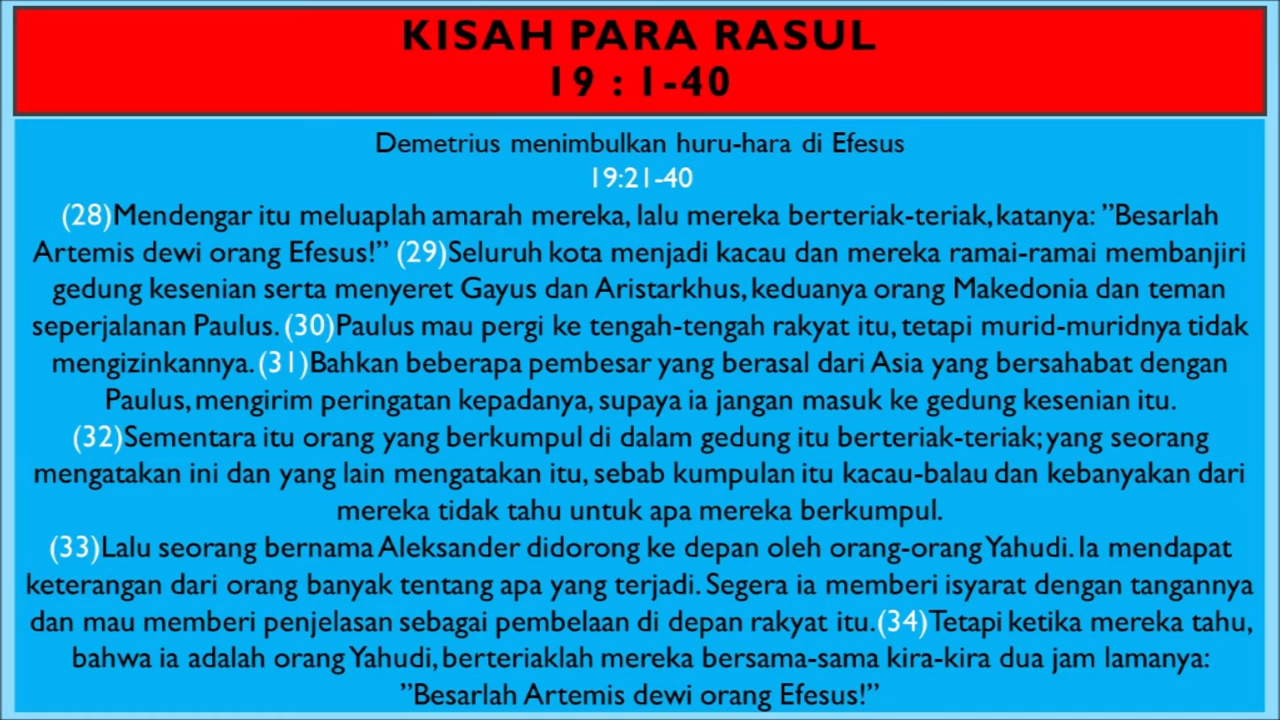 KISAH PARA RASUL
19 : 1-40
Demetrius menimbulkan huru-hara di Efesus
19:21-40
(28)Mendengar itu meluaplah amarah mereka, lalu mereka berteriak-teriak, katanya: ”Besarlah
Artemis dewi orang Efesus!” (29)Seluruh kota menjadi kacau dan mereka ramai-ramai membanjiri
gedung kesenian serta menyeret Gayus dan Aristarkhus, keduanya orang Makedonia dan teman
seperjalanan Paulus. (30)Paulus mau pergi ke tengah-tengah rakyat itu, tetapi murid-muridnya tidak
mengizinkannya. (31)Bahkan beberapa pembesar yang berasal dari Asia yang bersahabat dengan
Paulus, mengirim peringatan kepadanya, supaya ia jangan masuk ke gedung kesenian itu.
(32)Sementara itu orang yang berkumpul di dalam gedung itu berteriak-teriak; yang seorang
mengatakan ini dan yang lain mengatakan itu, sebab kumpulan itu kacau-balau dan kebanyakan dari
mereka tidak tahu untuk apa mereka berkumpul.
(33)Lalu seorang bernama Aleksander didorong ke depan oleh orang-orang Yahudi. Ia mendapat
keterangan dari orang banyak tentang apa yang terjadi. Segera ia memberi isyarat dengan tangannya
dan mau memberi penjelasan sebagai pembelaan di depan rakyat itu. (34)Tetapi ketika mereka tahu,
bahwa ia adalah orang Yahudi, berteriaklah mereka bersama-sama kira-kira dua jam lamanya:
”Besarlah Artemis dewi orang Efesus!”